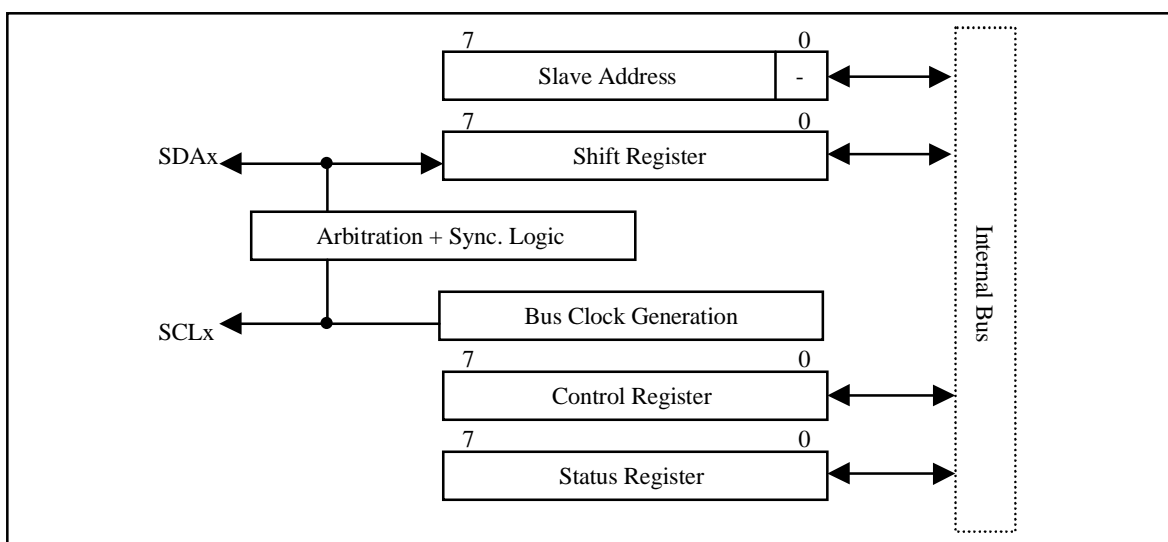 7 0
Slave Address -
7 0
SDAx Shift Register
Arbitration + Sync. Logic
Internal Bus
SCLx Bus Clock Generation
7 0
Control Register
7 0
Status Register